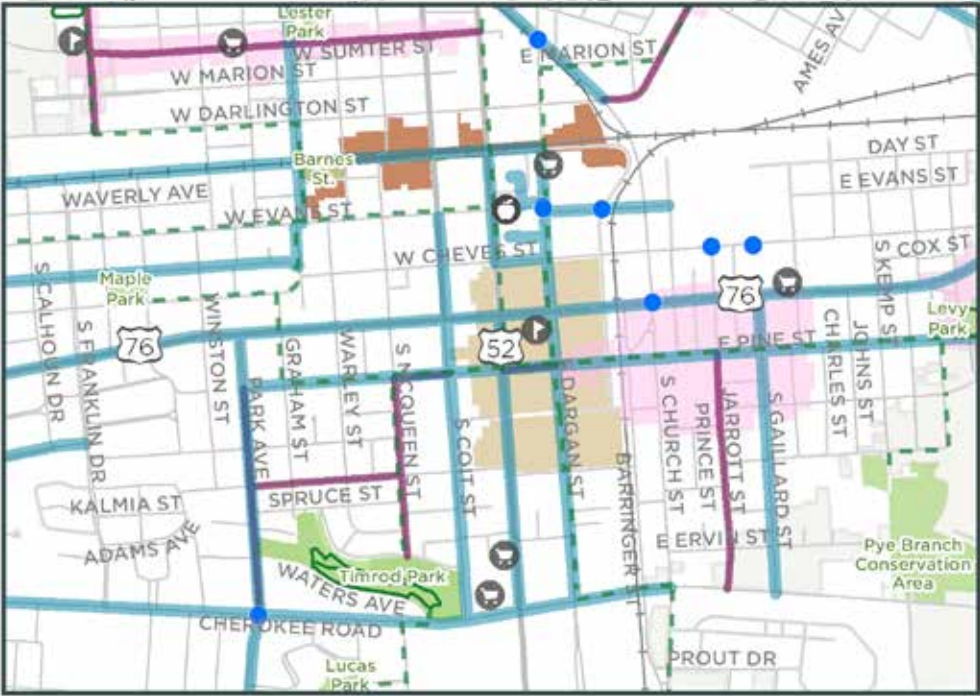 Lester
Park
W SUMTER ST
E MARION ST
AMES AV
W MARION ST
W DARLINGTON ST
DAY ST
Barnes
St.
E EVANS ST
WAVERLY AVE
W EVANS ST
W CHEVES ST
COX ST
S KEMP ST
Maple
Park
S CALHOUN DR
76
Levy
Park
76
52
E PINE ST
S FRANKLIN DR
WINSTON ST
GRAHAM ST
WARLEY ST
S MCQUEEN ST
CHARLES ST
JOHNS ST
PARK AVE
S COIT ST
DARGAN ST
S CHURCH ST
PRINCE ST
JARROTT ST
S GAILLARD ST
BARRINGER ST
KALMIA ST
SPRUCE ST
ADAMS AVE
E ERVIN ST
Pye Branch
Conservation
Area
Timrod Park
WATERS AVE
CHEROKEE ROAD
Lucas
Park
PROUT DR